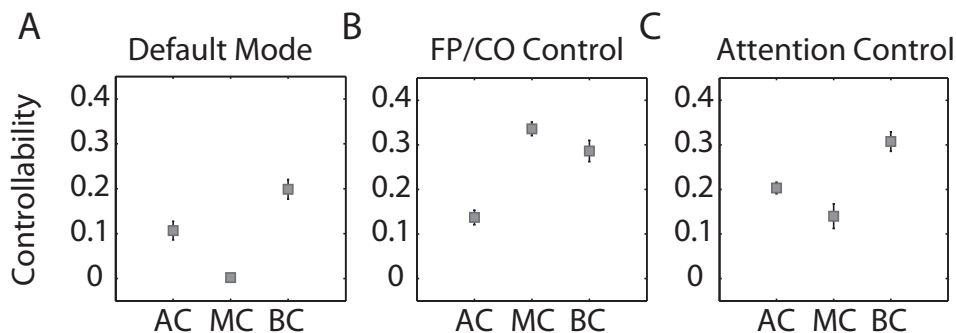 A
Default Mode
B
FP/CO Control
C
Attention Control
Controllability
0.4
0.3
0.2
0.1
0
AC MC BC
0.4
0.3
0.2
0.1
0
AC MC BC
0.4
0.3
0.2
0.1
0
AC MC BC